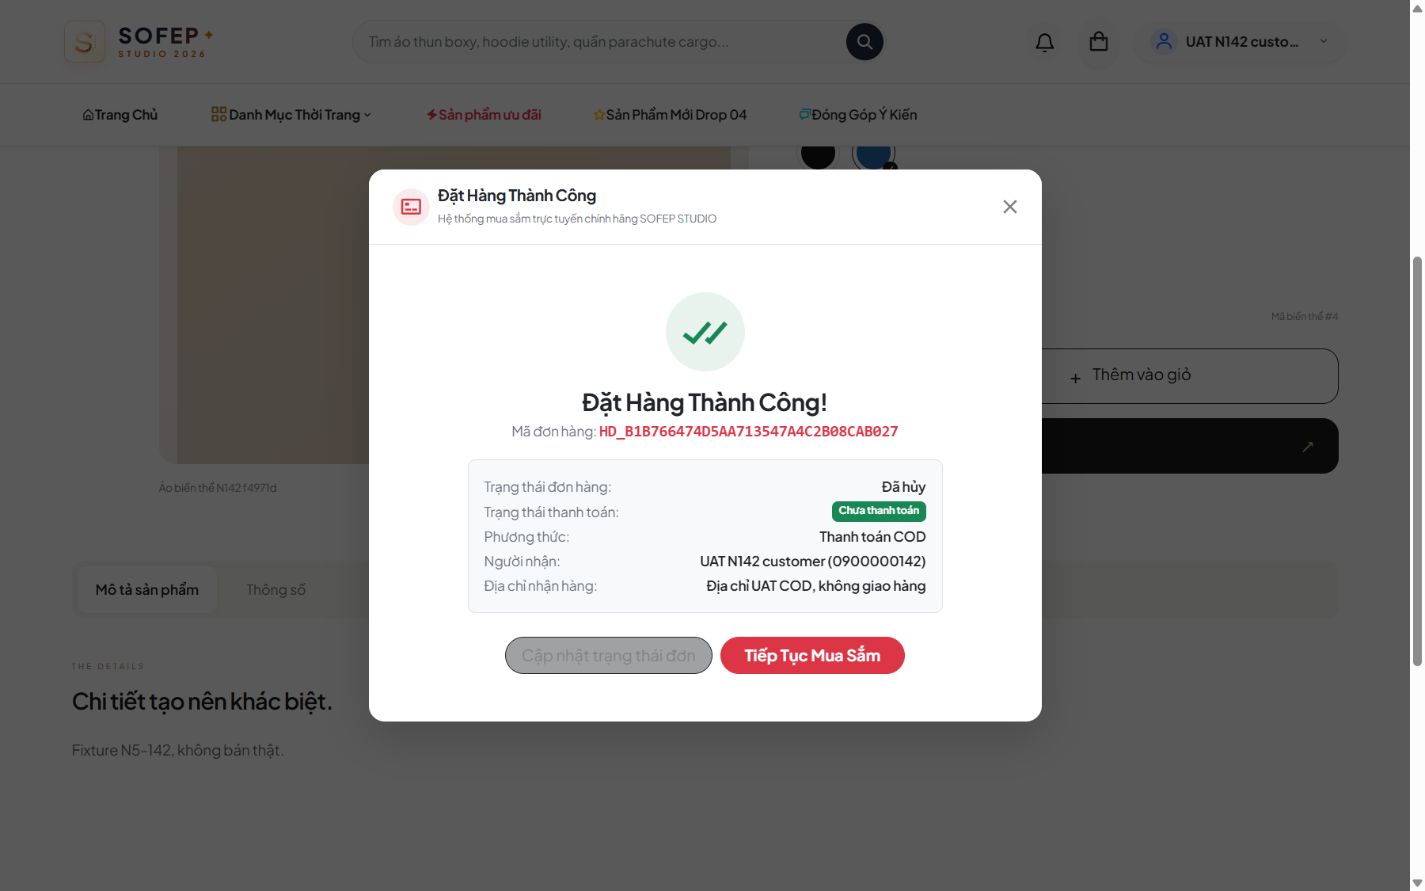 SOFEP
STUDIO 2026
Tìm áo thun boxy, hoodie utility, quần parachute cargo...
UAT N142 custo...
Trang Chủ
Danh Mục Thời Trang
Sản phẩm ưu đãi
Sản Phẩm Mới Drop 04
Đóng Góp Ý Kiến
Đặt Hàng Thành Công
Hệ thống mua sắm trực tuyến chính hãng SOFEP STUDIO
Đặt Hàng Thành Công!
Mã đơn hàng: HD_B1B766474D5AA713547A4C2B08CAB027
Trạng thái đơn hàng: Đã hủy
Trạng thái thanh toán: Chưa thanh toán
Phương thức: Thanh toán COD
Người nhận: UAT N142 customer (0900000142)
Địa chỉ nhận hàng: Địa chỉ UAT COD, không giao hàng
Cập nhật trạng thái đơn
Tiếp Tục Mua Sắm
Mã biến thể #4
+ Thêm vào giỏ
Áo biến thể N142 f4971d
Mô tả sản phẩm
Thông số
THE DETAILS
Chi tiết tạo nên khác biệt.
Fixture N5-142, không bán thật.